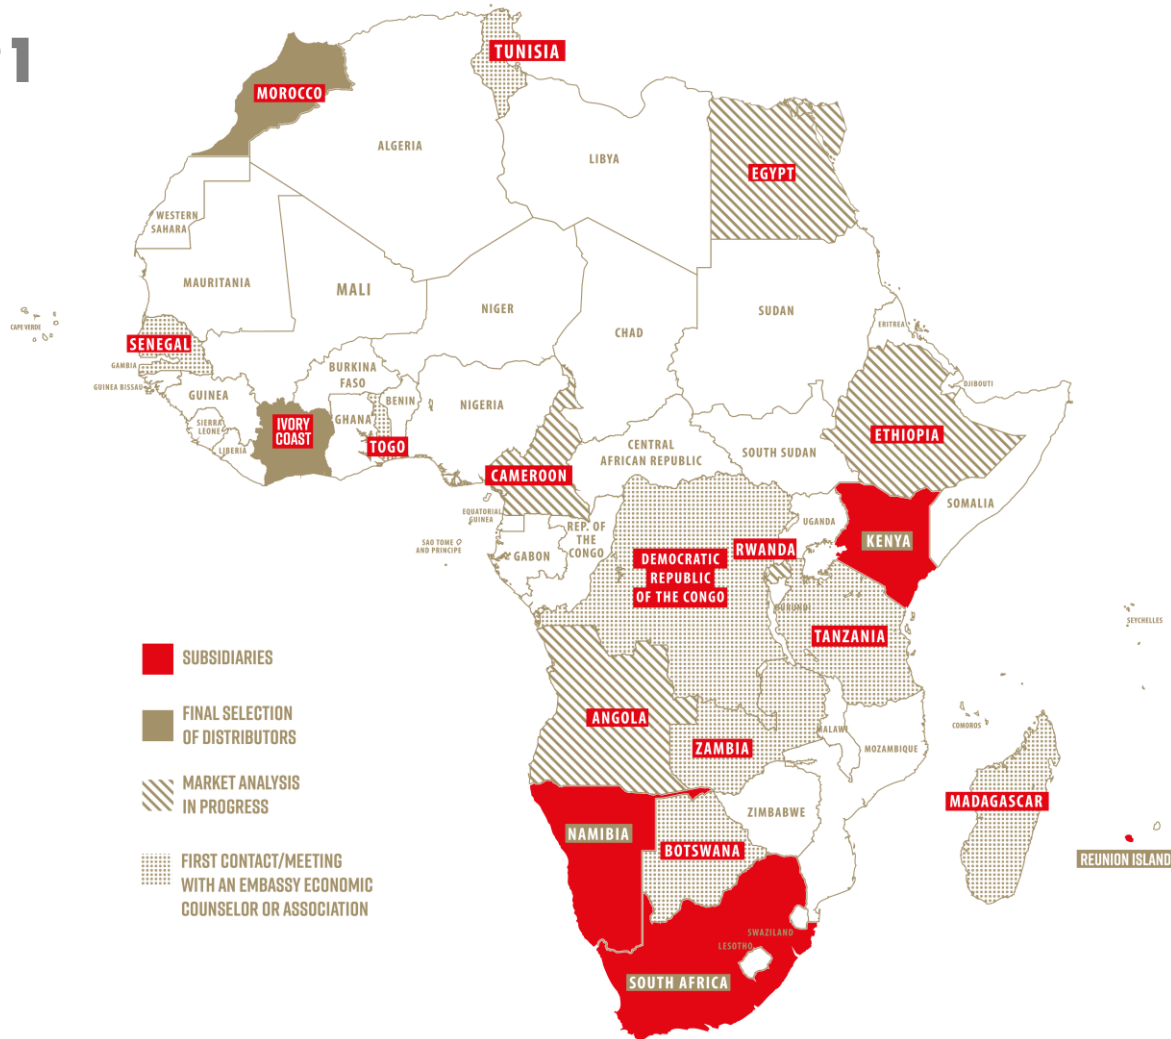 1
TUNISIA
MOROCCO
ALGERIA
LIBYA
EGYPT
WESTERN
SAHARA
MAURITANIA
MALI
NIGER
CHAD
SUDAN
ERITREA
CAPE VERDE
SENEGAL
GAMBIA
GUINEA BISSAU
GUINEA
SIERRA
LEONE
LIBERIA
IVORY
COAST
BURKINA
FASO
GHANA
TOGO
BENIN
NIGERIA
CAMEROON
CENTRAL
AFRICAN REPUBLIC
SOUTH SUDAN
ETHIOPIA
DJIBOUTI
SOMALIA
EQUATORIAL
GUINEA
SAO TOME
AND PRINCIPE
GABON
REP. OF
THE
CONGO
DEMOCRATIC
REPUBLIC
OF THE CONGO
RWANDA
UGANDA
KENYA
BURUNDI
TANZANIA
SEYCHELLES
COMOROS
ANGOLA
ZAMBIA
MALAWI
MOZAMBIQUE
MADAGASCAR
ZIMBABWE
NAMIBIA
BOTSWANA
REUNION ISLAND
SWAZILAND
LESOTHO
SOUTH AFRICA
SUBSIDIARIES
FINAL SELECTION
OF DISTRIBUTORS
MARKET ANALYSIS
IN PROGRESS
FIRST CONTACT/MEETING
WITH AN EMBASSY ECONOMIC
COUNSELOR OR ASSOCIATION